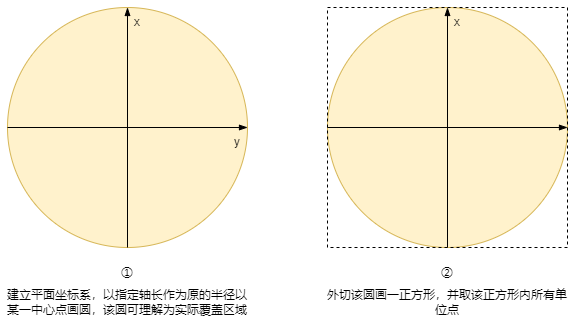 x
y
x
①
建立平面坐标系，以指定轴长作为原的半径以
某一中心点画圆，该圆可理解为实际覆盖区域
②
外切该圆画一正方形，并取该正方形内所有单
位点